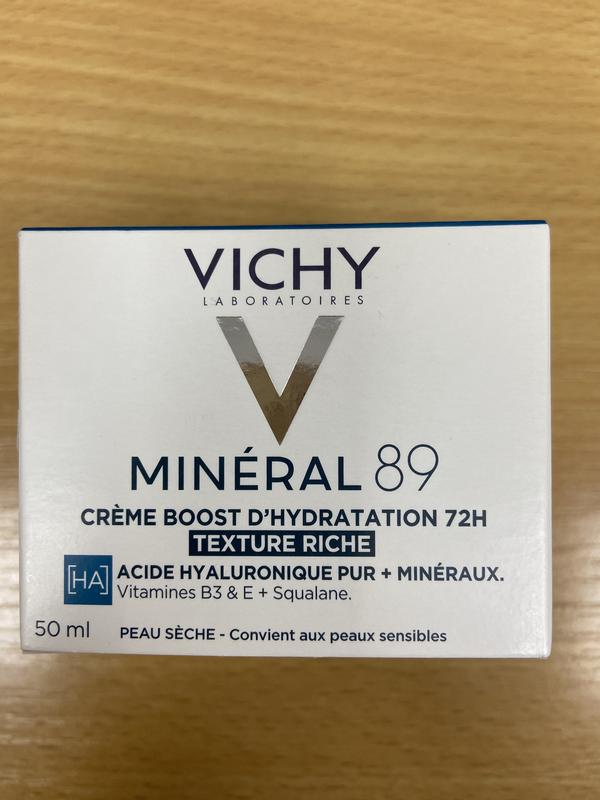 VICHY
LABORATOIRES
MINÉRAL 89
CRÈME BOOST D'HYDRATATION 72H
TEXTURE RICHE
[HA] ACIDE HYALURONIQUE PUR + MINÉRAUX.
Vitamines B3 & E + Squalane.
50 ml PEAU SÈCHE - Convient aux peaux sensibles